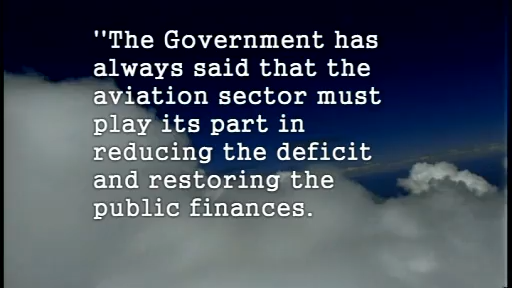 "The Government has
always said that the
aviation sector must
play its part in
reducing the deficit
and restoring the
public finances.